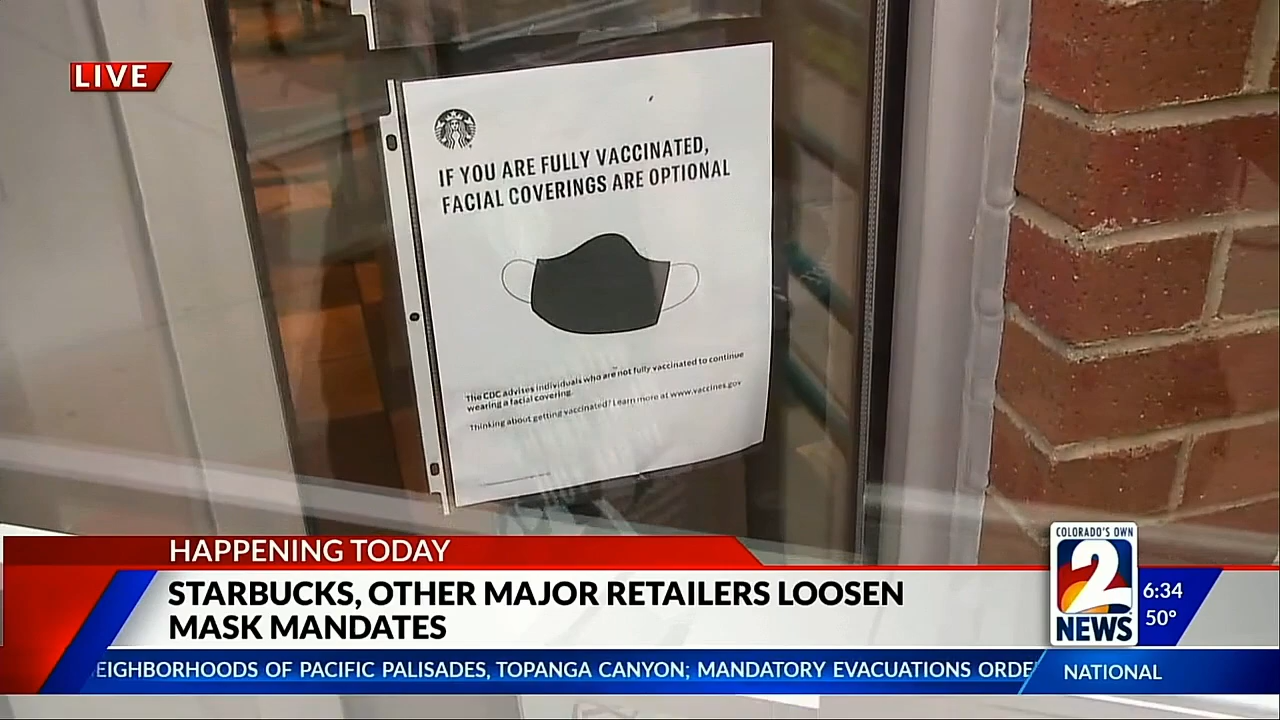 LIVE
IF YOU ARE FULLY VACCINATED,
FACIAL COVERINGS ARE OPTIONAL
The CDC advises individuals who are not fully vaccinated to continue
wearing a facial covering.
Thinking about getting vaccinated? Learn more at www.vaccines.gov
HAPPENING TODAY
STARBUCKS, OTHER MAJOR RETAILERS LOOSEN
MASK MANDATES
COLORADO'S OWN
2
NEWS
6:34
50°
EIGHBORHOODS OF PACIFIC PALISADES, TOPANGA CANYON; MANDATORY EVACUATIONS ORDE
NATIONAL